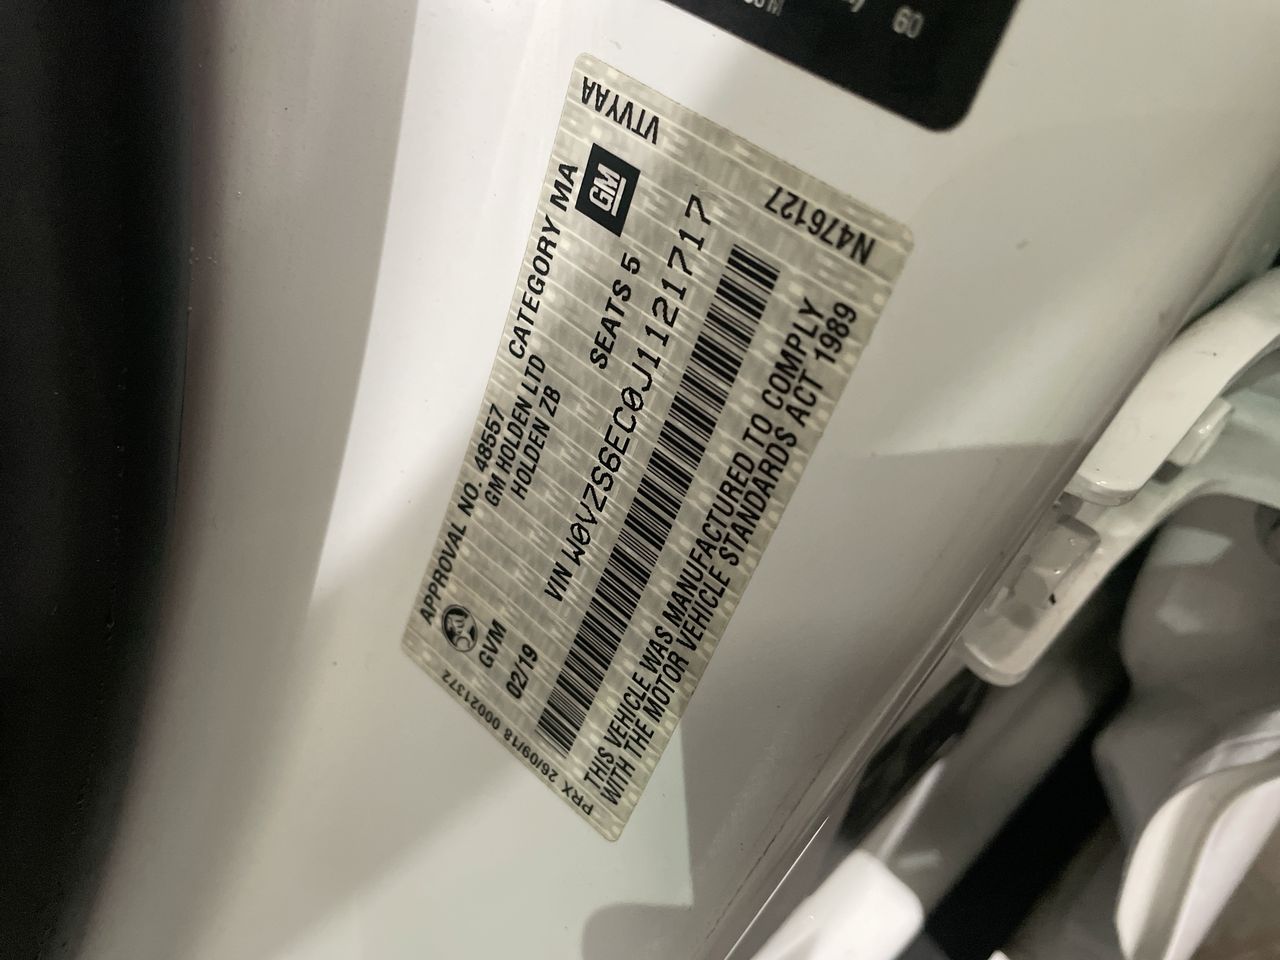 09
VTVYAA
APPROVAL NO. 48557 CATEGORY MA
GM HOLDEN LTD
HOLDEN ZB
GM
GVM
SEATS 5
02/19
VIN W0VZS6EC0J1121717
THIS VEHICLE WAS MANUFACTURED TO COMPLY
WITH THE MOTOR VEHICLE STANDARDS ACT 1989
N476127
PRX 26/09/18 00021372